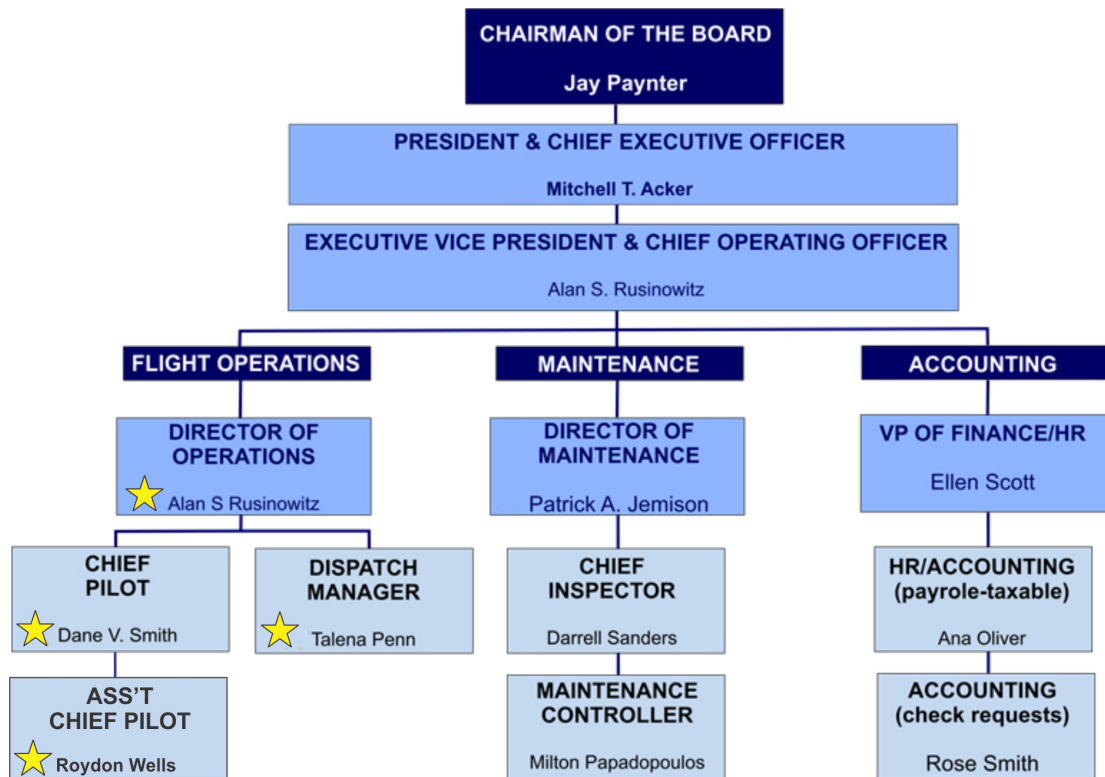 CHAIRMAN OF THE BOARD
Jay Paynter
PRESIDENT & CHIEF EXECUTIVE OFFICER
Mitchell T. Acker
EXECUTIVE VICE PRESIDENT & CHIEF OPERATING OFFICER
Alan S. Rusinowitz
FLIGHT OPERATIONS
DIRECTOR OF
OPERATIONS
Alan S Rusinowitz
CHIEF
PILOT
Dane V. Smith
ASS'T
CHIEF PILOT
Roydon Wells
DISPATCH
MANAGER
Talena Penn
MAINTENANCE
DIRECTOR OF
MAINTENANCE
Patrick A. Jemison
CHIEF
INSPECTOR
Darrell Sanders
MAINTENANCE
CONTROLLER
Milton Papadopoulos
ACCOUNTING
VP OF FINANCE/HR
Ellen Scott
HR/ACCOUNTING
(payrole-taxable)
Ana Oliver
ACCOUNTING
(check requests)
Rose Smith